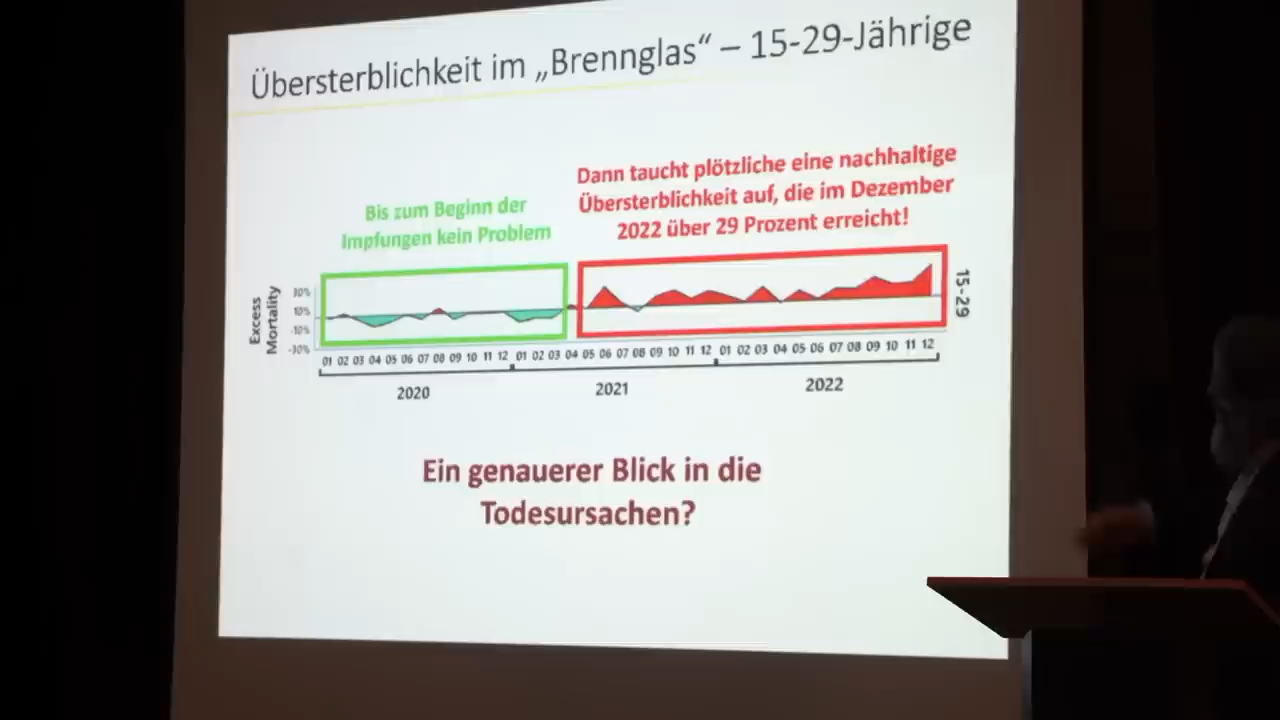 Übersterblichkeit im „Brennglas“ – 15-29-Jährige
Bis zum Beginn der
Impfungen kein Problem
Dann taucht plötzliche eine nachhaltige
Übersterblichkeit auf, die im Dezember
2022 über 29 Prozent erreicht!
Excess
Mortality
30%
10%
-10%
-30%
15-29
01 02 03 04 05 06 07 08 09 10 11 12 01 02 03 04 05 06 07 08 09 10 11 12 01 02 03 04 05 06 07 08 09 10 11 12
2020 2021 2022
Ein genauerer Blick in die
Todesursachen?